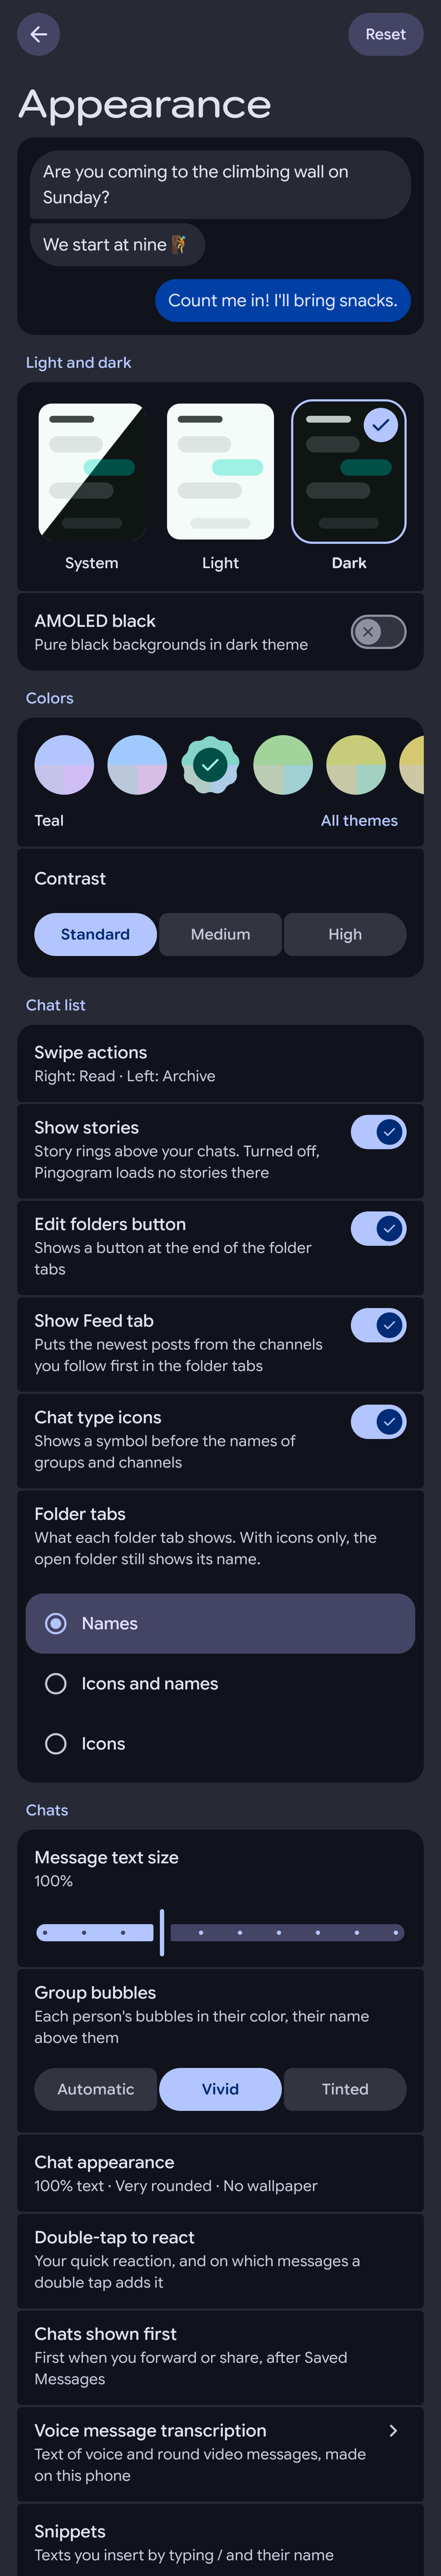 Reset
Appearance
Are you coming to the climbing wall on
Sunday?
We start at nine 🧗
Count me in! I'll bring snacks.
Light and dark
System
Light
Dark
AMOLED black
Pure black backgrounds in dark theme
Colors
Teal
All themes
Contrast
Standard
Medium
High
Chat list
Swipe actions
Right: Read · Left: Archive
Show stories
Story rings above your chats. Turned off,
Pingogram loads no stories there
Edit folders button
Shows a button at the end of the folder
tabs
Show Feed tab
Puts the newest posts from the channels
you follow first in the folder tabs
Chat type icons
Shows a symbol before the names of
groups and channels
Folder tabs
What each folder tab shows. With icons only, the
open folder still shows its name.
Names
Icons and names
Icons
Chats
Message text size
100%
Group bubbles
Each person's bubbles in their color, their name
above them
Automatic
Vivid
Tinted
Chat appearance
100% text · Very rounded · No wallpaper
Double-tap to react
Your quick reaction, and on which messages a
double tap adds it
Chats shown first
First when you forward or share, after Saved
Messages
Voice message transcription
Text of voice and round video messages, made
on this phone
Snippets
Texts you insert by typing / and their name